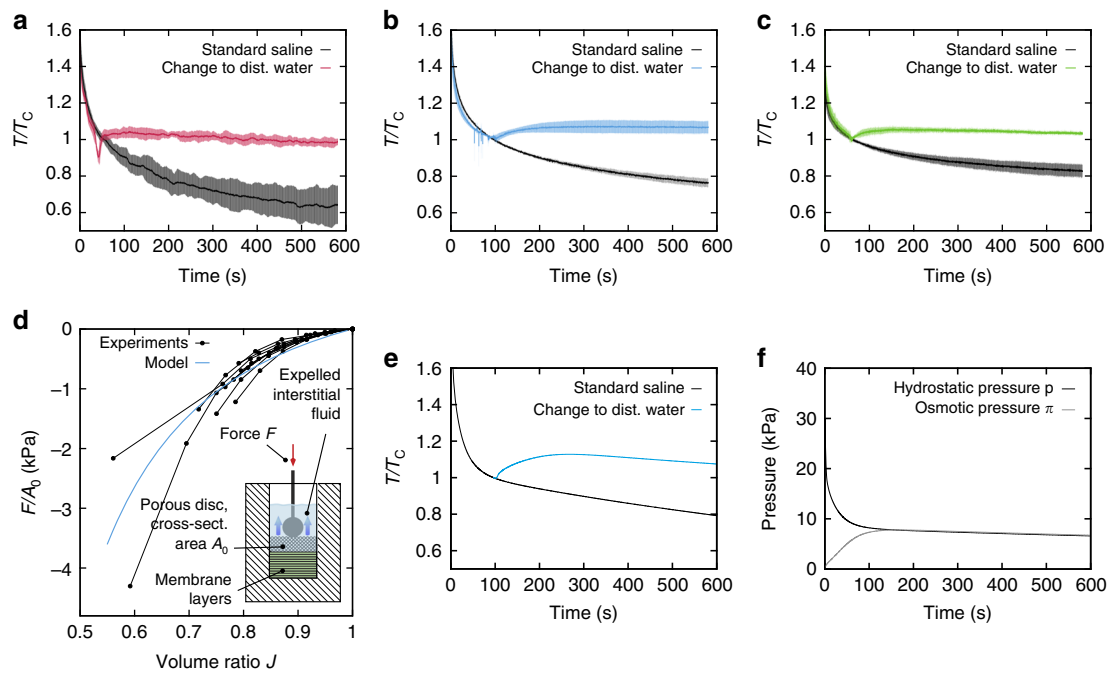 a
Standard saline
Change to dist. water
T/T_C
1.6
1.4
1.2
1
0.8
0.6
0 100 200 300 400 500 600
Time (s)
b
Standard saline
Change to dist. water
T/T_C
1.6
1.4
1.2
1
0.8
0.6
0 100 200 300 400 500 600
Time (s)
c
Standard saline
Change to dist. water
T/T_C
1.6
1.4
1.2
1
0.8
0.6
0 100 200 300 400 500 600
Time (s)
d
Experiments
Model
Expelled
interstitial
fluid
Force F
Porous disc,
cross-sect.
area A_0
Membrane
layers
F/A_0 (kPa)
0
−1
−2
−3
−4
0.5 0.6 0.7 0.8 0.9 1
Volume ratio J
e
Standard saline
Change to dist. water
T/T_C
1.6
1.4
1.2
1
0.8
0.6
0 100 200 300 400 500 600
Time (s)
f
Hydrostatic pressure p
Osmotic pressure π
Pressure (kPa)
40
30
20
10
0
0 100 200 300 400 500 600
Time (s)